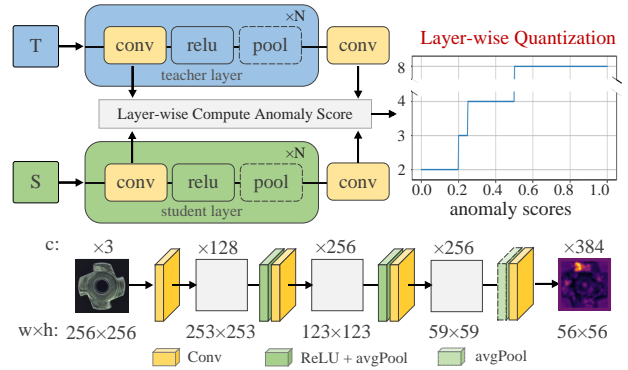 T
×N
conv
relu
pool
teacher layer
conv
Layer-wise Compute Anomaly Score
S
×N
conv
relu
pool
student layer
conv
Layer-wise Quantization
8
4
3
2
0.0 0.2 0.4 0.6 0.8 1.0
anomaly scores
c: ×3 ×128 ×256 ×256 ×384
w×h: 256×256 253×253 123×123 59×59 56×56
Conv ReLU + avgPool avgPool